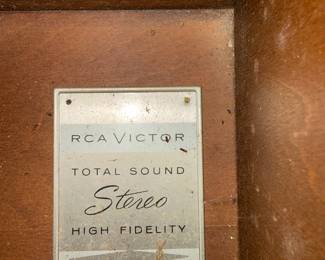 RCA VICTOR
TOTAL SOUND
Stereo
HIGH FIDELITY